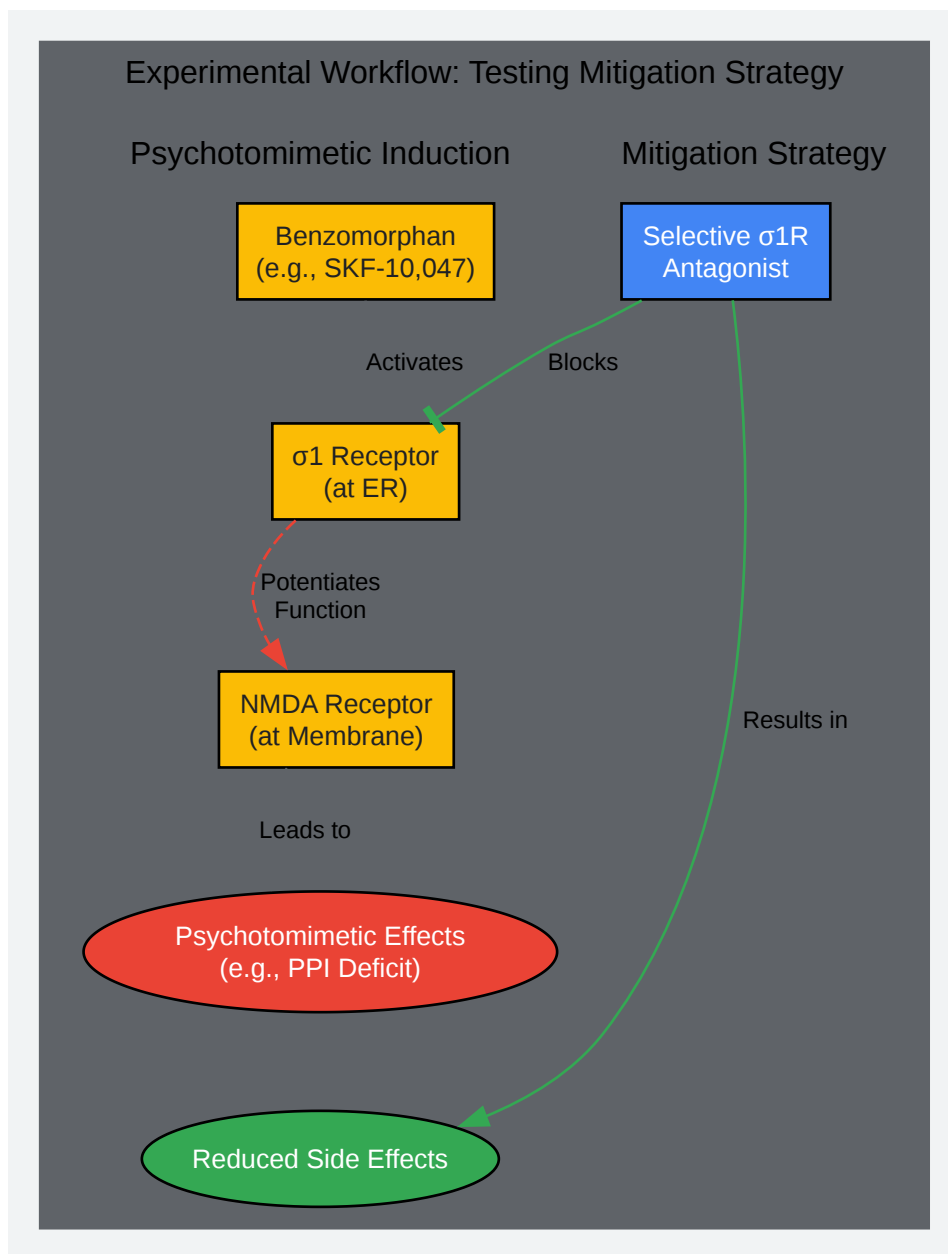 Experimental Workflow: Testing Mitigation Strategy
Psychotomimetic Induction
Mitigation Strategy
Benzomorphan
(e.g., SKF-10,047)
Selective σ1R
Antagonist
Activates
Blocks
σ1 Receptor
(at ER)
Potentiates
Function
NMDA Receptor
(at Membrane)
Results in
Leads to
Psychotomimetic Effects
(e.g., PPI Deficit)
Reduced Side Effects